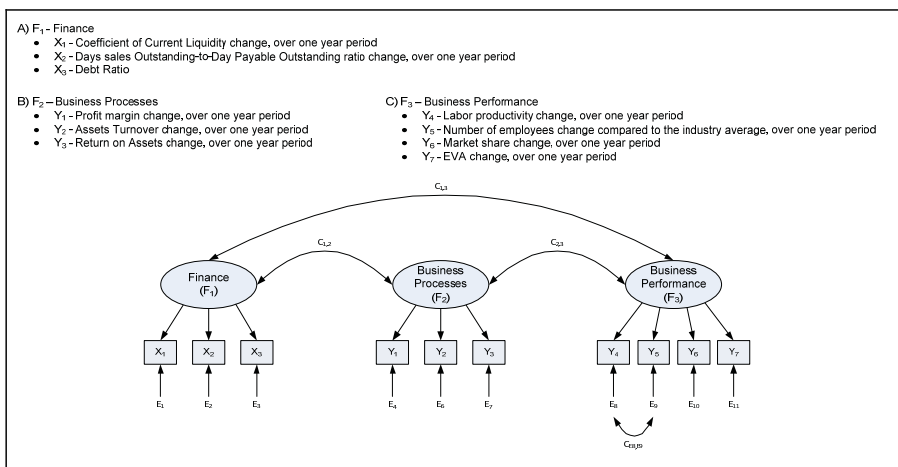 A) F₁ - Finance
• X₁ - Coefficient of Current Liquidity change, over one year period
• X₂ - Days sales Outstanding-to-Day Payable Outstanding ratio change, over one year period
• X₃ - Debt Ratio
B) F₂ – Business Processes
• Y₁ - Profit margin change, over one year period
• Y₂ - Assets Turnover change, over one year period
• Y₃ - Return on Assets change, over one year period
C) F₃ – Business Performance
• Y₄ - Labor productivity change, over one year period
• Y₅ - Number of employees change compared to the industry average, over one year period
• Y₆ - Market share change, over one year period
• Y₇ - EVA change, over one year period
C₁,₃
C₁,₂
C₂,₃
Finance
(F₁)
Business
Processes
(F₂)
Business
Performance
(F₃)
X₁ X₂ X₃ Y₁ Y₂ Y₃ Y₄ Y₅ Y₆ Y₇
E₁ E₂ E₃ E₄ E₆ E₇ E₈ E₉ E₁₀ E₁₁
C_E8,E9